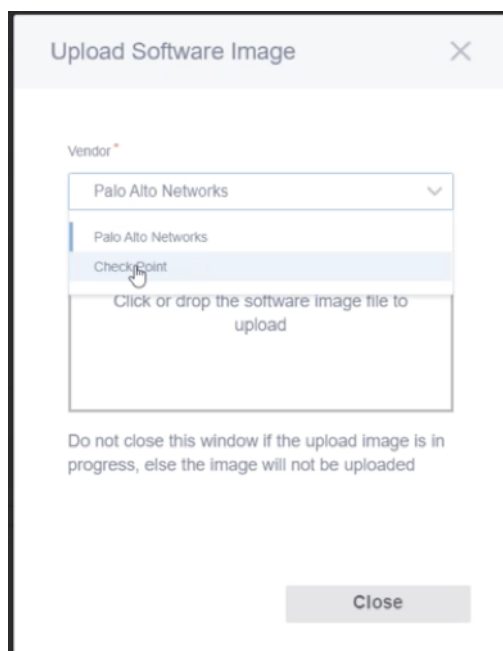 Upload Software Image
Vendor*
Palo Alto Networks
Palo Alto Networks
Check Point
Click or drop the software image file to
upload
Do not close this window if the upload image is in
progress, else the image will not be uploaded
Close